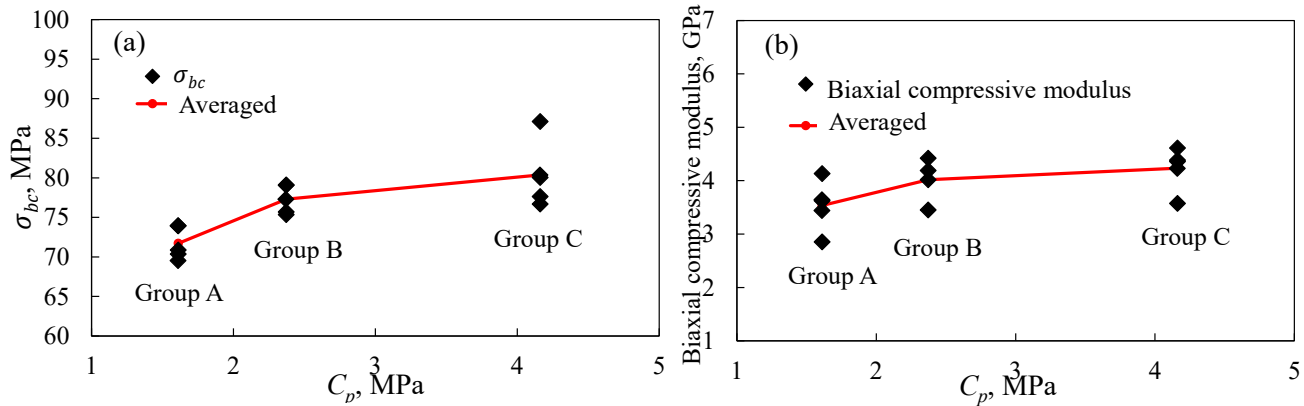 (a)
σbc
Averaged
Group A
Group B
Group C
100
95
90
85
80
75
70
65
60
1 2 3 4 5
σbc, MPa
Cp, MPa
(b)
Biaxial compressive modulus
Averaged
Group A
Group B
Group C
7
6
5
4
3
2
1
1 2 3 4 5
Biaxial compressive modulus, GPa
Cp, MPa